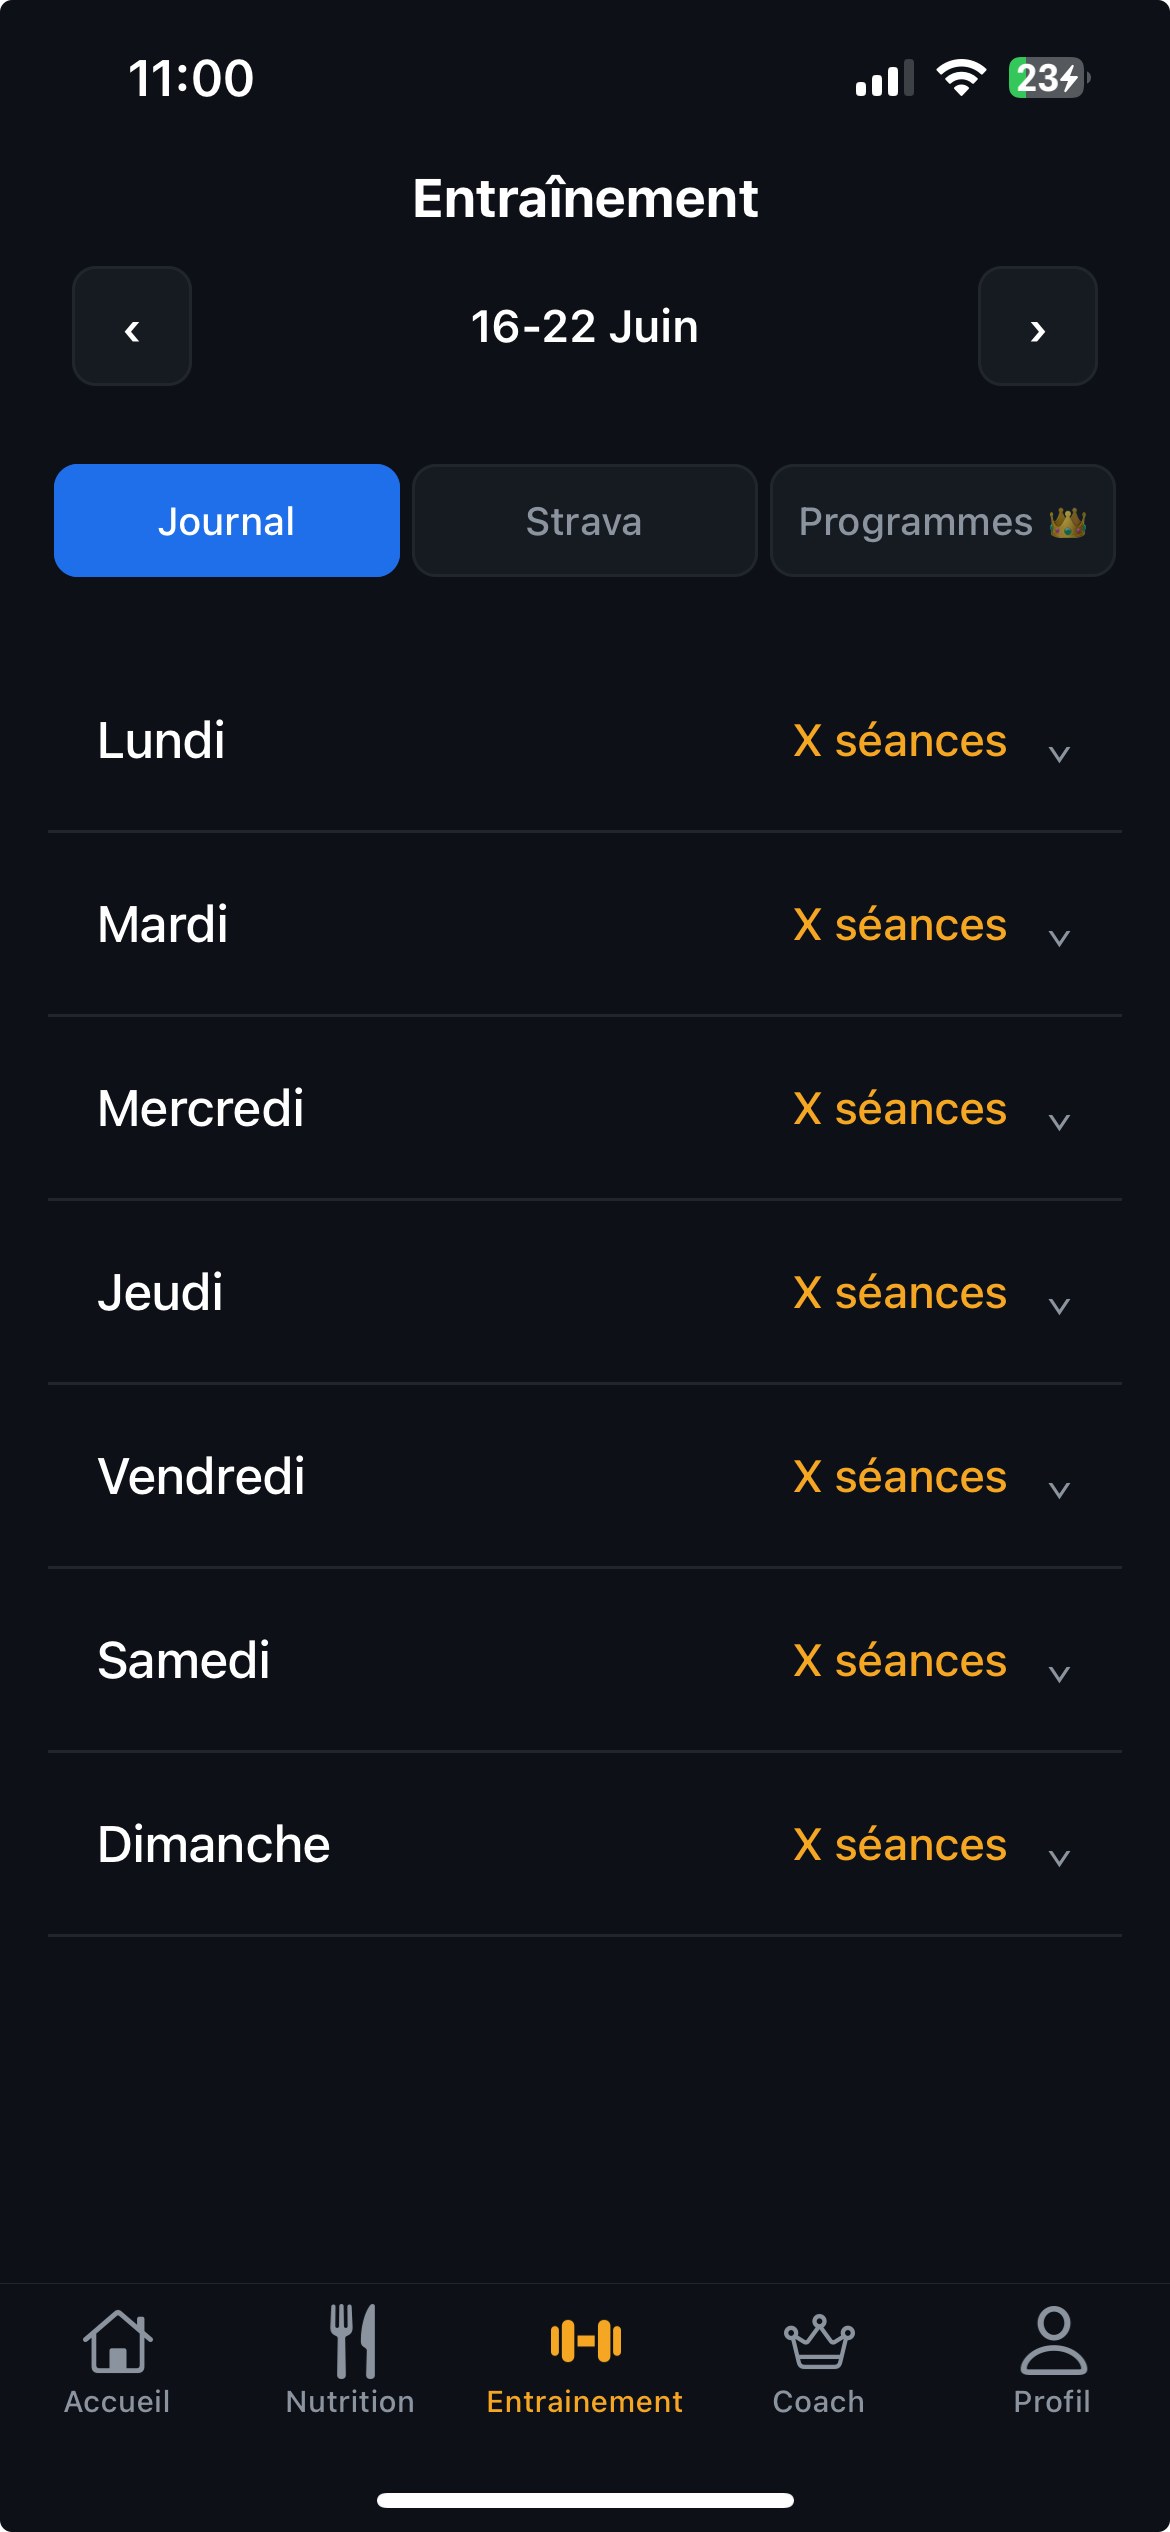 11:00
23
Entraînement
‹ 16-22 Juin ›
Journal Strava Programmes 👑
Lundi X séances
Mardi X séances
Mercredi X séances
Jeudi X séances
Vendredi X séances
Samedi X séances
Dimanche X séances
Accueil Nutrition Entrainement Coach Profil